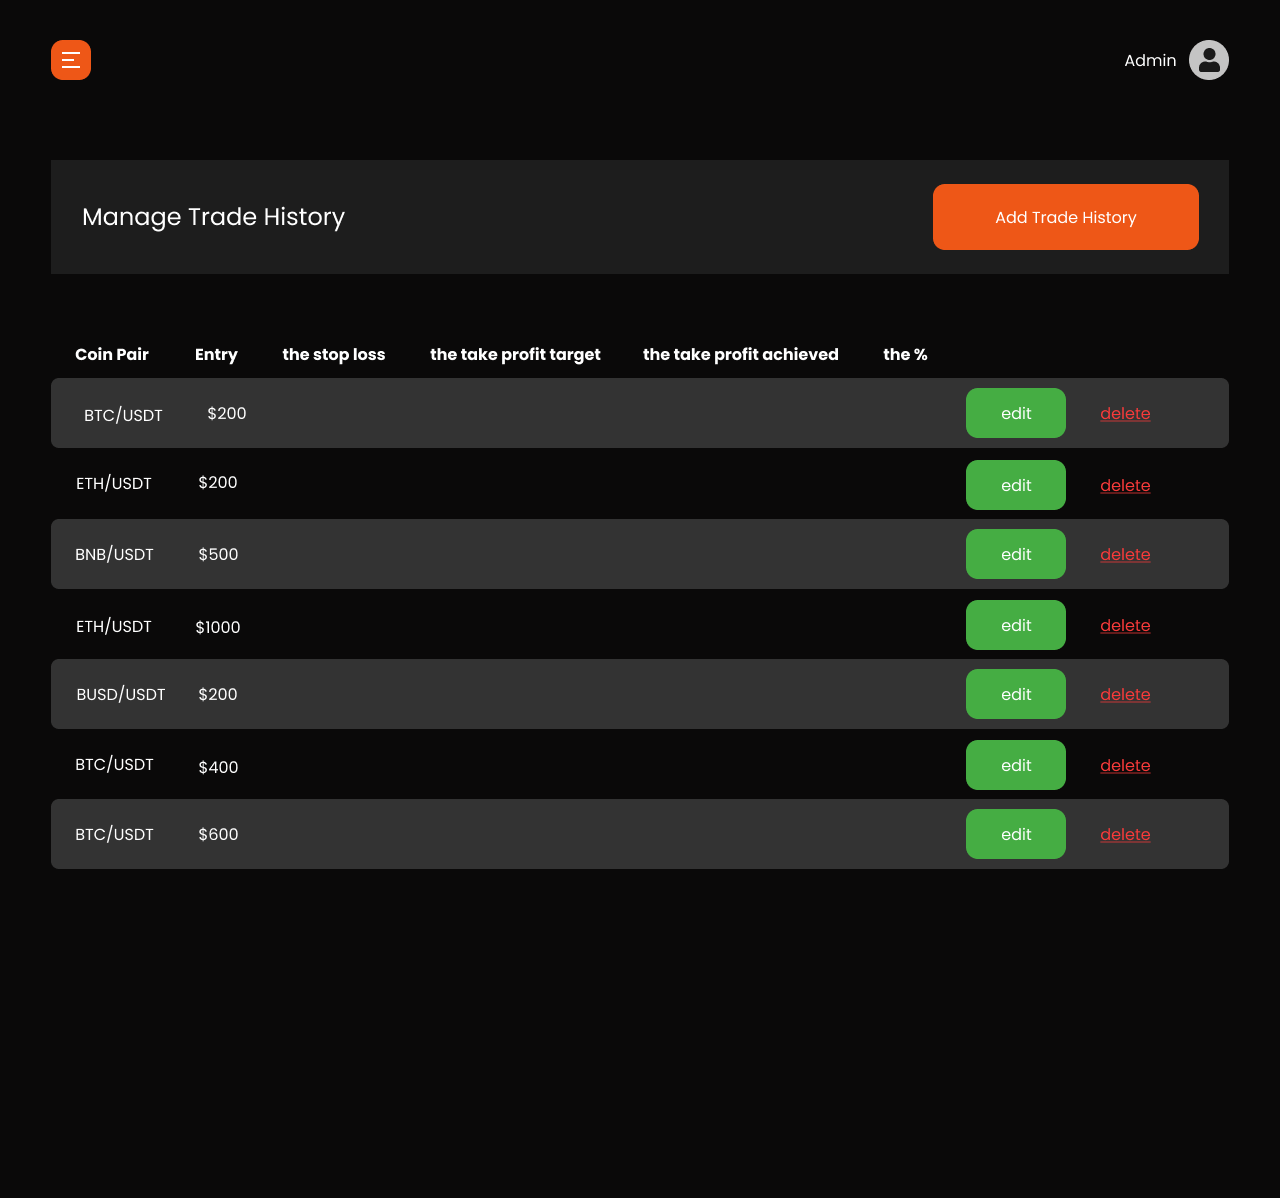 Admin
Manage Trade History
Add Trade History
Coin Pair Entry the stop loss the take profit target the take profit achieved the %
BTC/USDT $200 edit delete
ETH/USDT $200 edit delete
BNB/USDT $500 edit delete
ETH/USDT $1000 edit delete
BUSD/USDT $200 edit delete
BTC/USDT $400 edit delete
BTC/USDT $600 edit delete